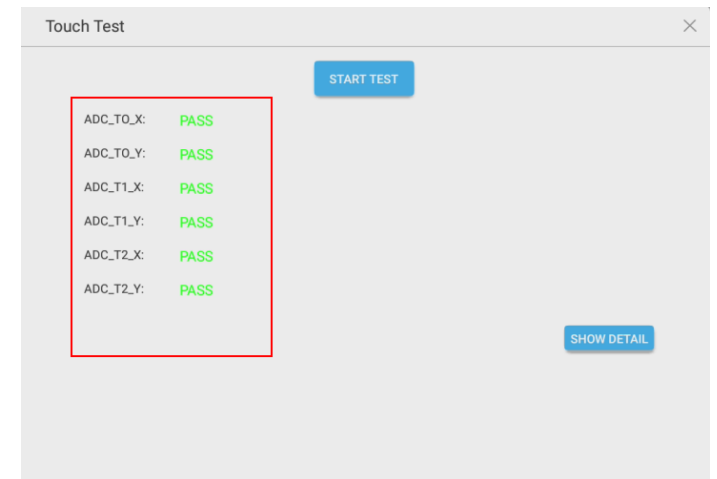 Touch Test
START TEST
ADC_TO_X: PASS
ADC_TO_Y: PASS
ADC_T1_X: PASS
ADC_T1_Y: PASS
ADC_T2_X: PASS
ADC_T2_Y: PASS
SHOW DETAIL